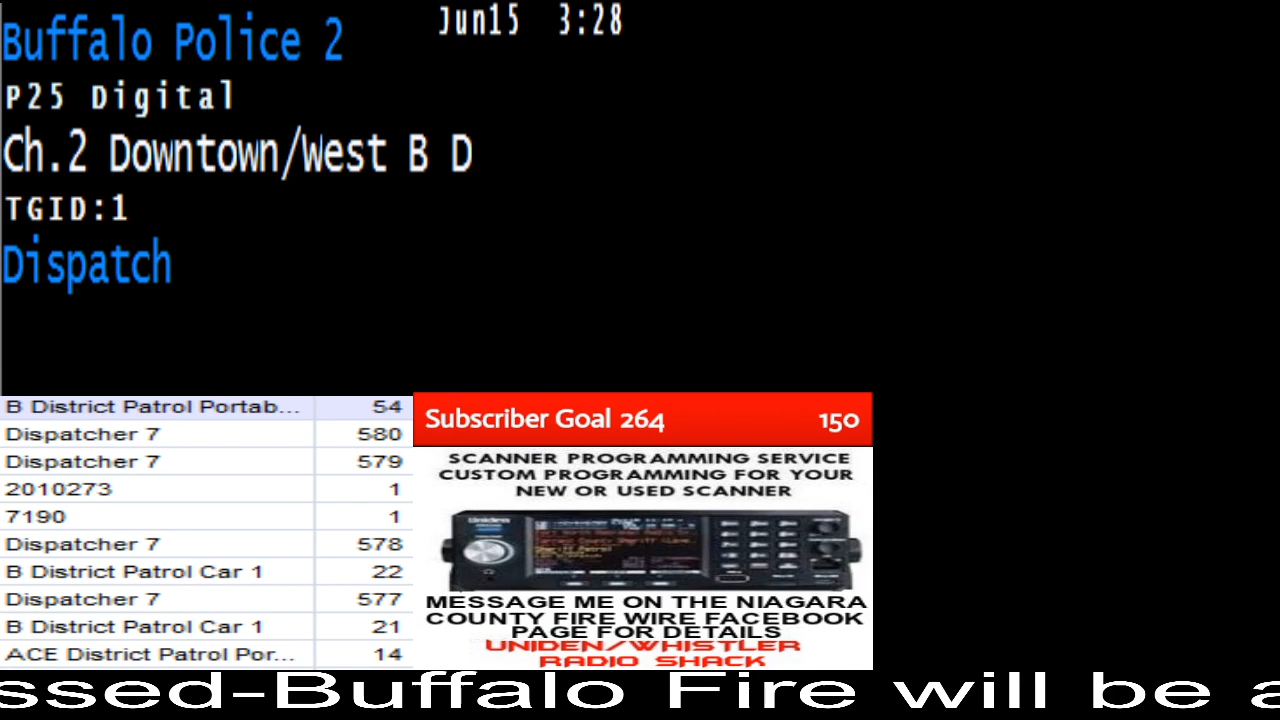 Buffalo Police 2
Jun15 3:28
P25 Digital
Ch.2 Downtown/West B D
TGID:1
Dispatch
B District Patrol Portab... 54
Dispatcher 7 580
Dispatcher 7 579
2010273 1
7190 1
Dispatcher 7 578
B District Patrol Car 1 22
Dispatcher 7 577
B District Patrol Car 1 21
ACE District Patrol Por... 14
Subscriber Goal 264 150
SCANNER PROGRAMMING SERVICE
CUSTOM PROGRAMMING FOR YOUR
NEW OR USED SCANNER
Uniden
MESSAGE ME ON THE NIAGARA
COUNTY FIRE WIRE FACEBOOK
PAGE FOR DETAILS
UNIDEN/WHISTLER
RADIO SHACK
ssed-Buffalo Fire will be a